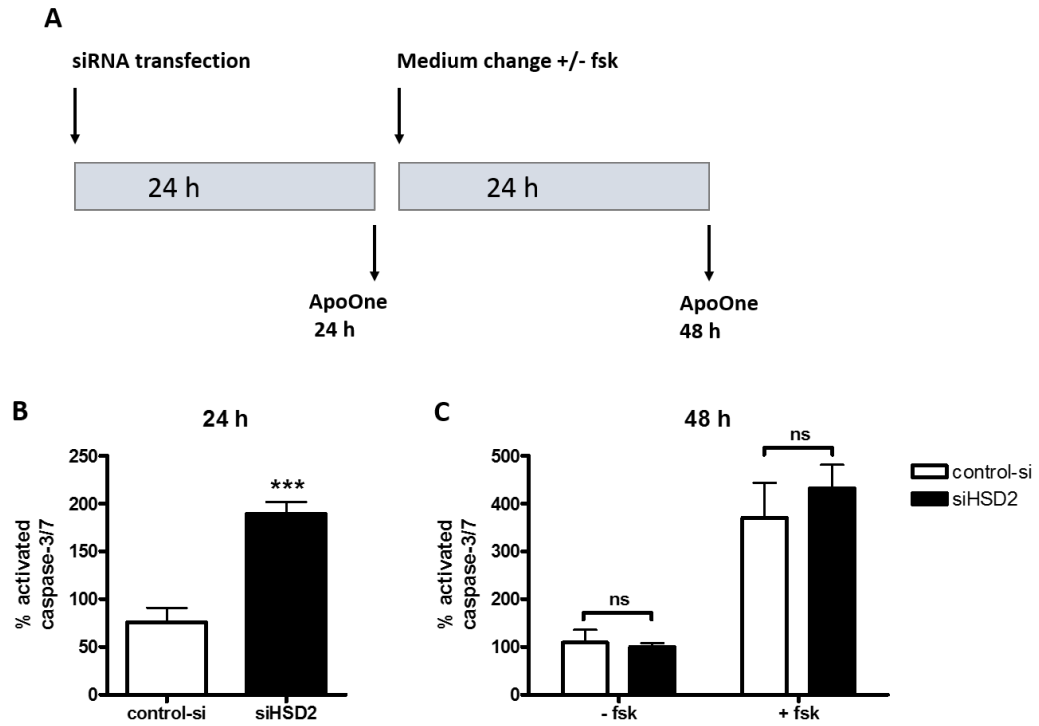 A
siRNA transfection
Medium change +/- fsk
24 h
24 h
ApoOne
24 h
ApoOne
48 h
B
24 h
250
200
150
100
50
0
% activated
caspase-3/7
***
control-si
siHSD2
C
48 h
500
400
300
200
100
0
% activated
caspase-3/7
ns
ns
- fsk
+ fsk
control-si
siHSD2